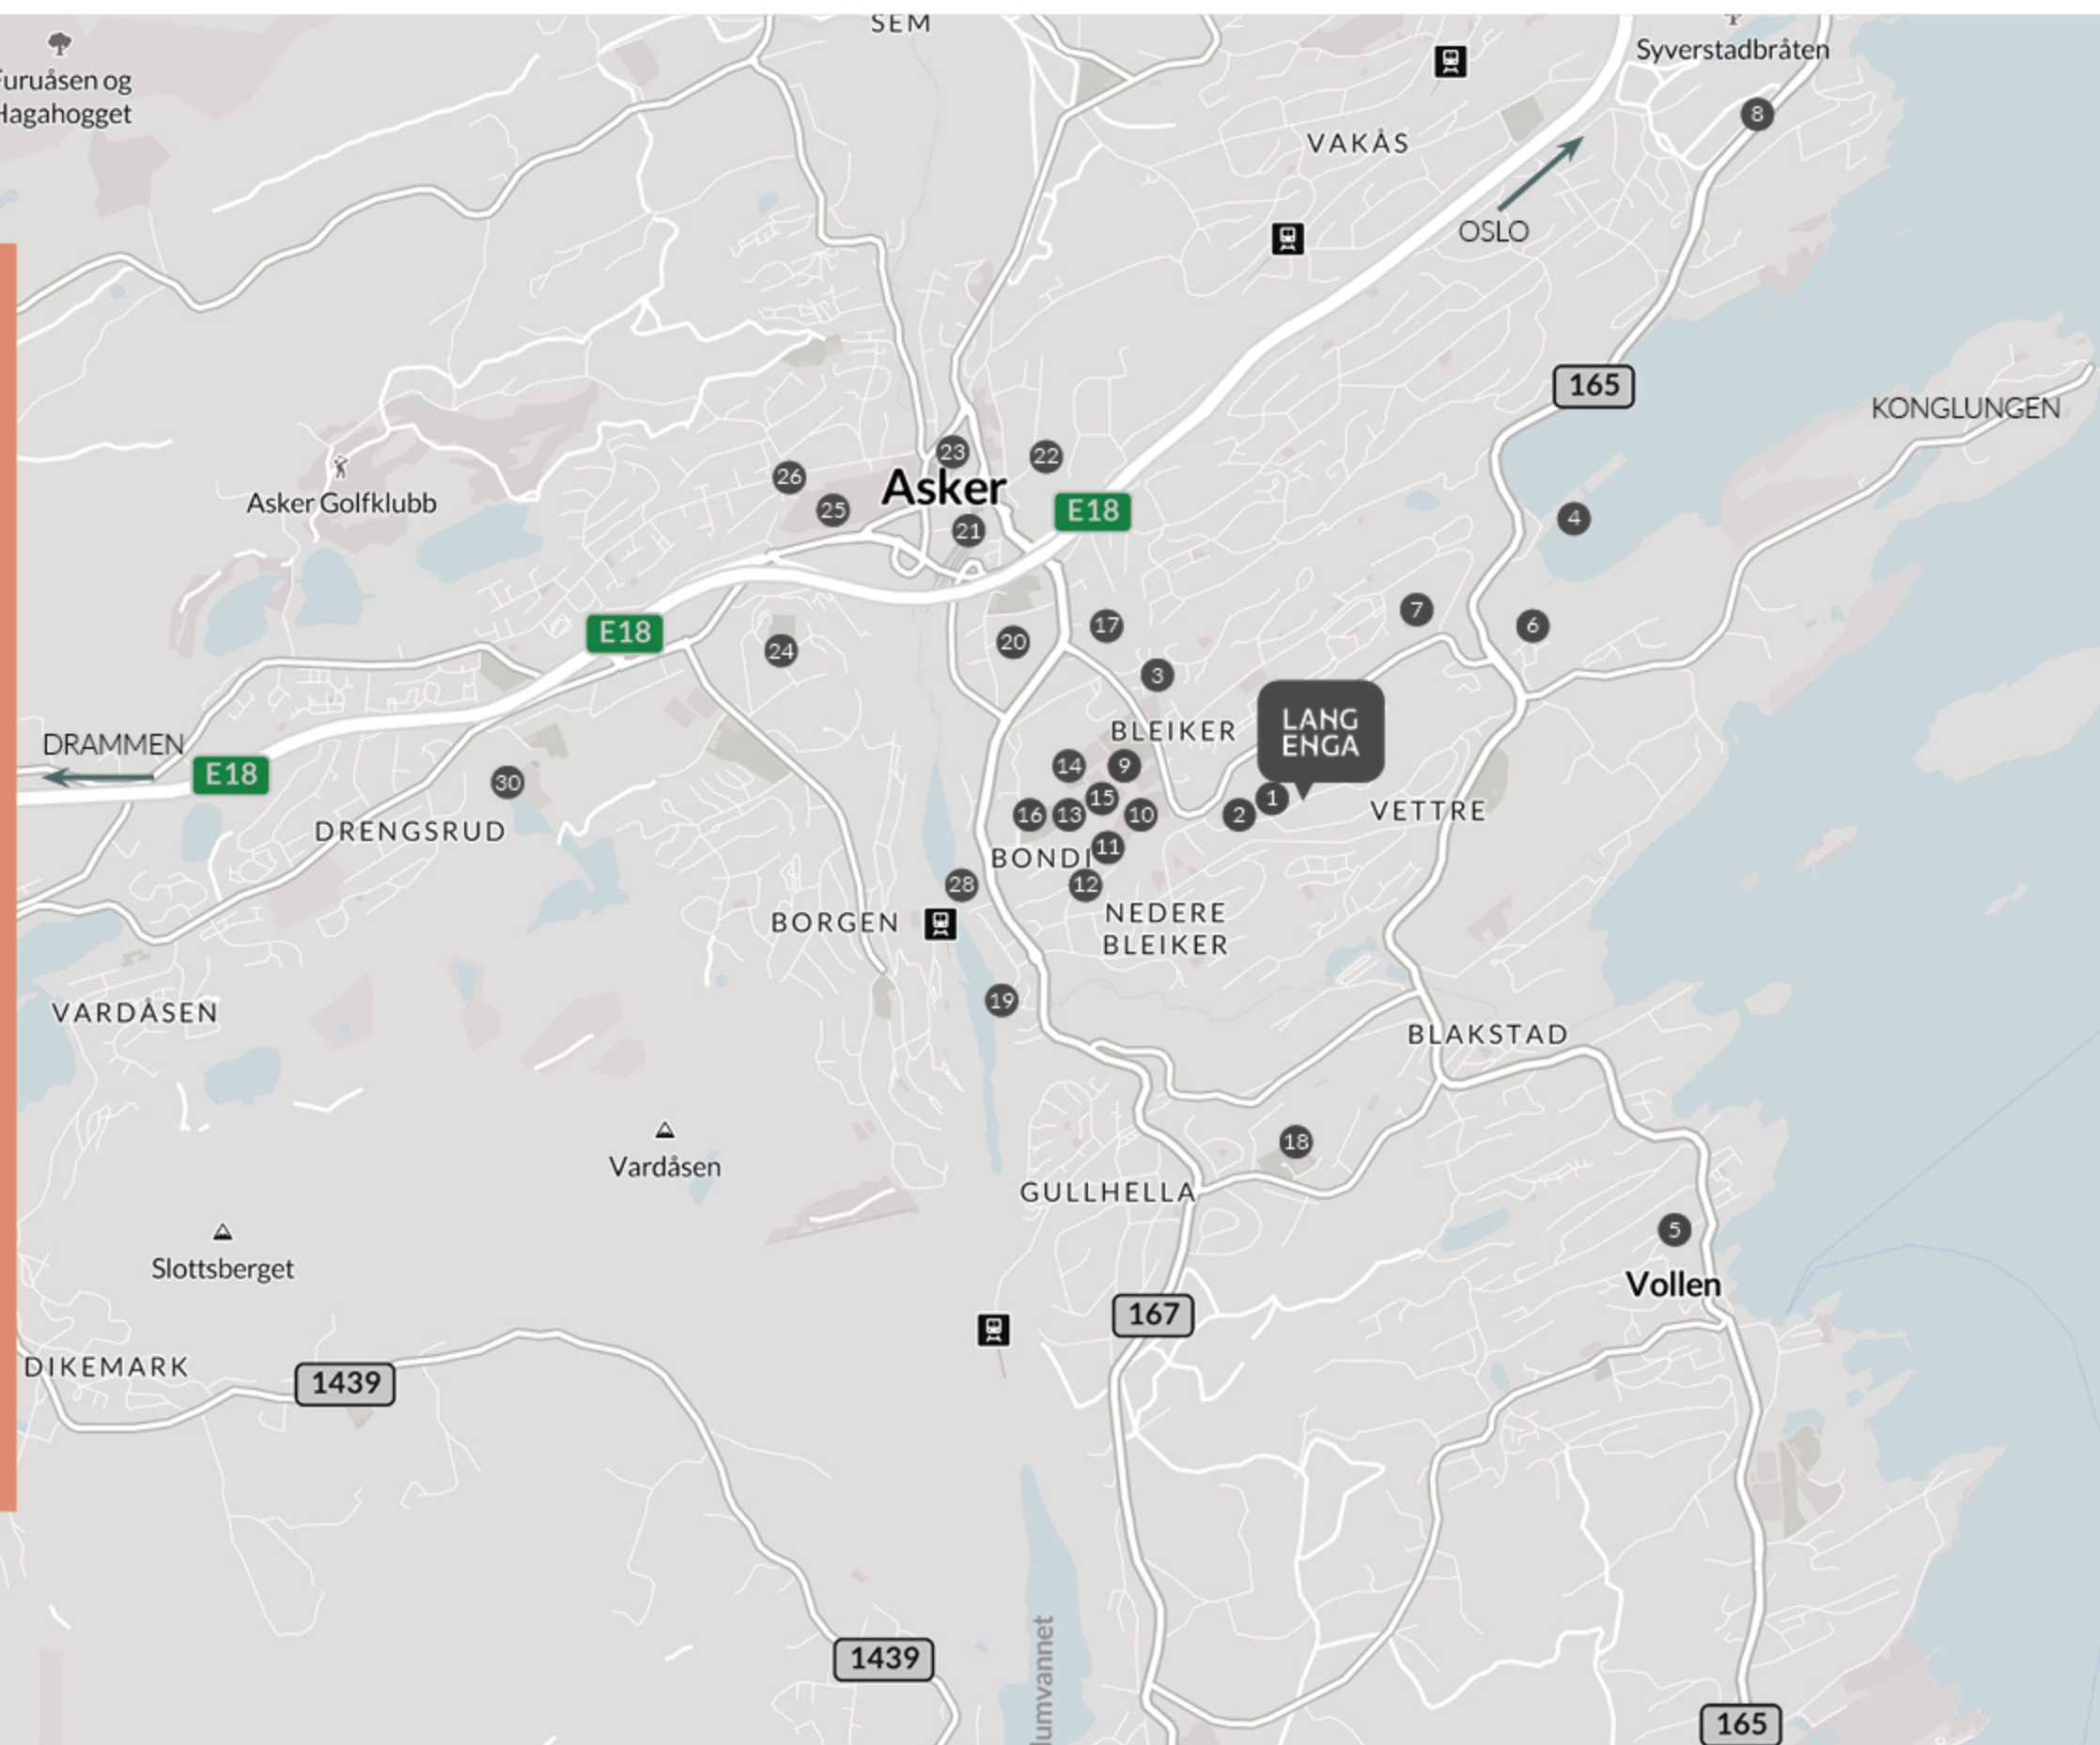 SEM
Syverstadbråten
Furuåsen og
Hagahogget
8
VAKÅS
OSLO
165
KONGLUNGEN
23
22
26
Asker
Asker Golfklubb
25
E18
4
21
7
17
6
E18
20
24
3
LANG
ENGA
BLEIKER
DRAMMEN
E18
14
9
30
15
1
16
13
10
2
VETTRE
DRENGSRUD
11
BONDI
28
12
NEDERE
BLEIKER
BORGEN
19
VARDÅSEN
BLAKSTAD
18
Vardåsen
GULLHELLA
5
Slottsberget
Vollen
167
DIKEMARK
1439
1439
lumvannet
165